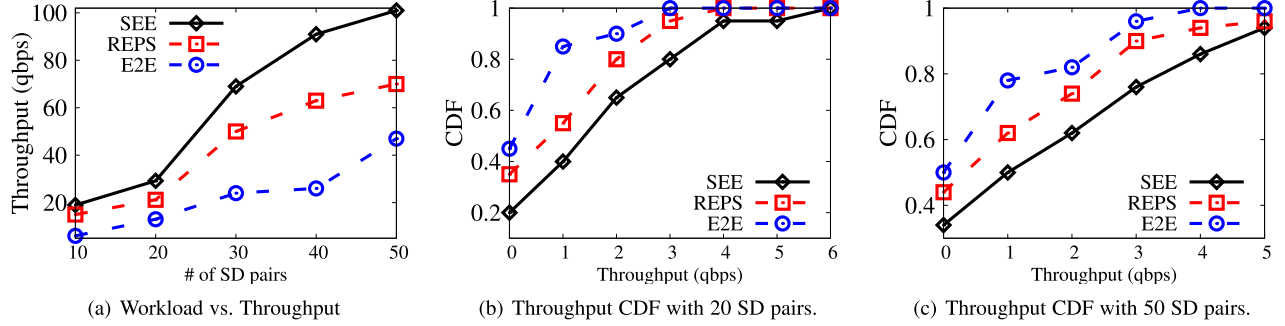 Throughput (qbps)
100
80
60
40
20
10
20
30
40
50
# of SD pairs
SEE
REPS
E2E
(a) Workload vs. Throughput
CDF
1
0.8
0.6
0.4
0.2
0
1
2
3
4
5
6
Throughput (qbps)
SEE
REPS
E2E
(b) Throughput CDF with 20 SD pairs.
CDF
1
0.8
0.6
0.4
0
1
2
3
4
5
Throughput (qbps)
SEE
REPS
E2E
(c) Throughput CDF with 50 SD pairs.